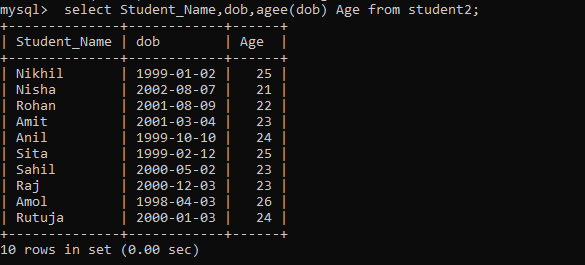 mysql>  select Student_Name,dob,agee(dob) Age from student2;
+--------------+------------+------+
| Student_Name | dob        | Age  |
+--------------+------------+------+
| Nikhil       | 1999-01-02 |   25 |
| Nisha        | 2002-08-07 |   21 |
| Rohan        | 2001-08-09 |   22 |
| Amit         | 2001-03-04 |   23 |
| Anil         | 1999-10-10 |   24 |
| Sita         | 1999-02-12 |   25 |
| Sahil        | 2000-05-02 |   23 |
| Raj          | 2000-12-03 |   23 |
| Amol         | 1998-04-03 |   26 |
| Rutuja       | 2000-01-03 |   24 |
+--------------+------------+------+
10 rows in set (0.00 sec)